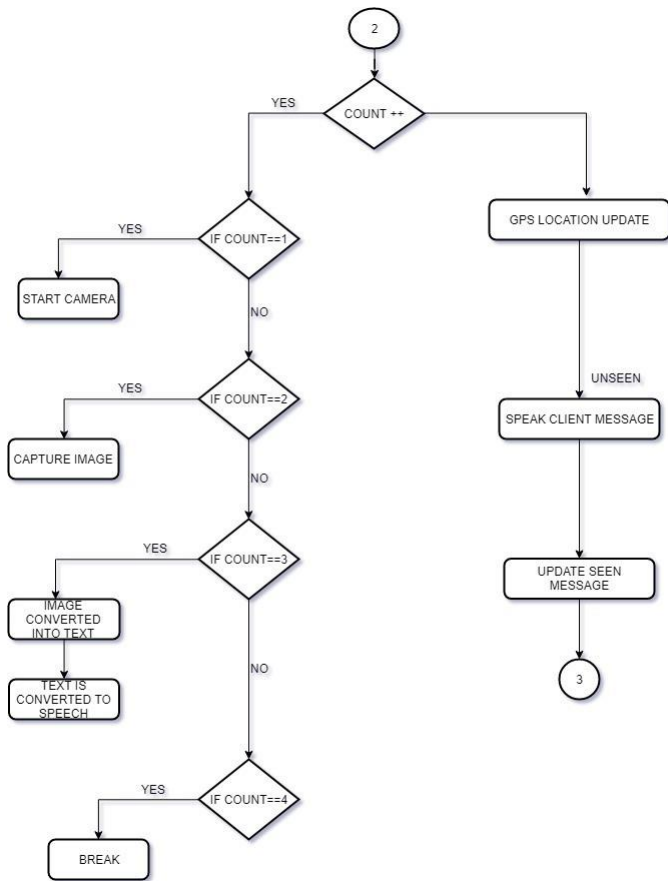 2
COUNT ++
YES
GPS LOCATION UPDATE
YES
IF COUNT==1
START CAMERA
NO
UNSEEN
YES
IF COUNT==2
SPEAK CLIENT MESSAGE
CAPTURE IMAGE
NO
YES
IF COUNT==3
UPDATE SEEN
MESSAGE
IMAGE
CONVERTED
INTO TEXT
NO
3
TEXT IS
CONVERTED TO
SPEECH
YES
IF COUNT==4
BREAK